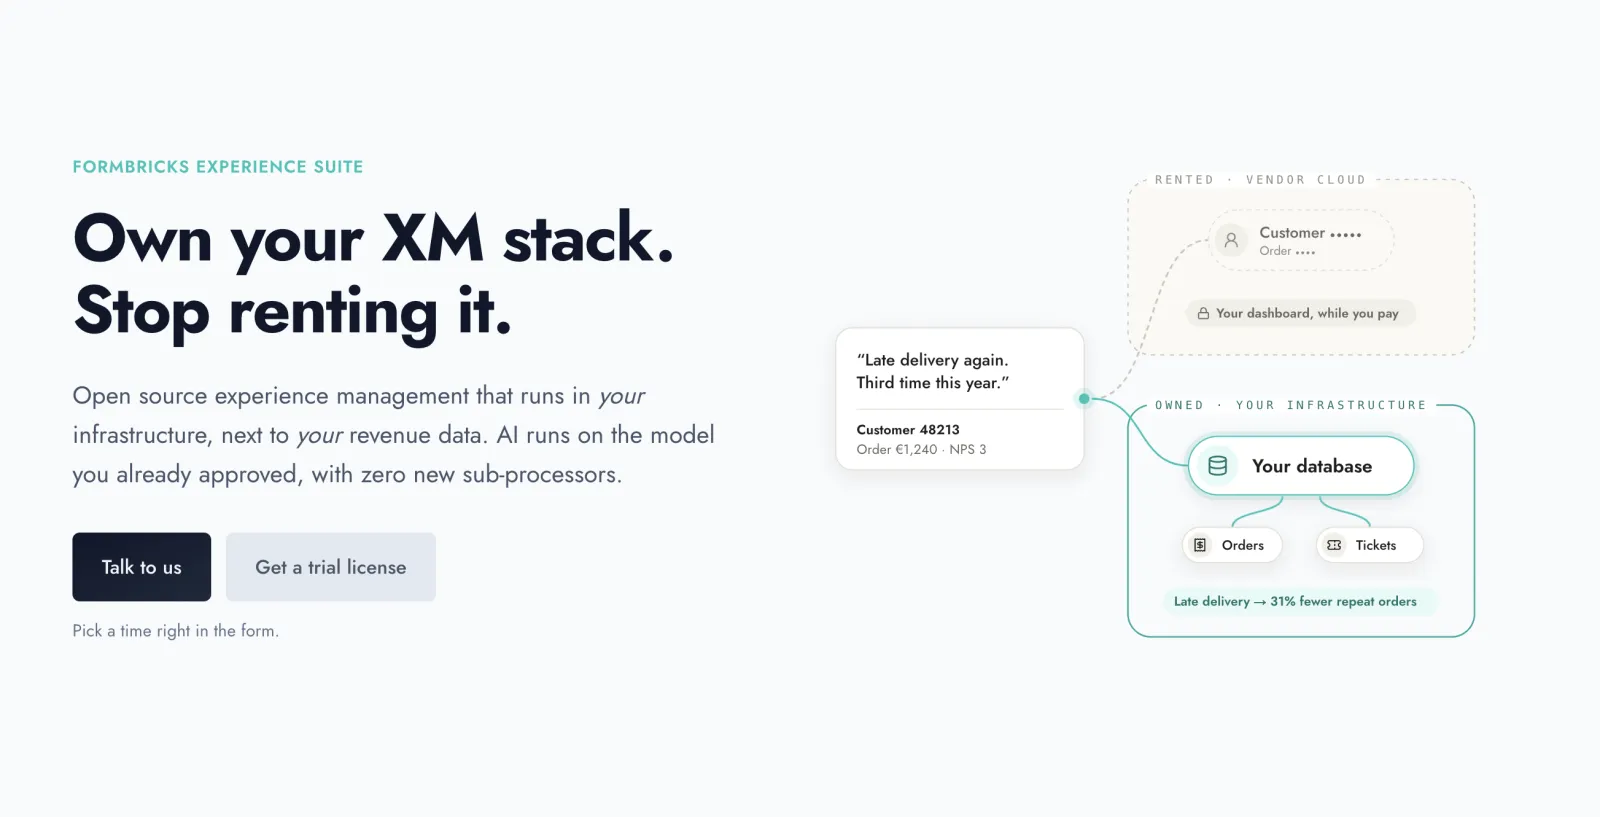 FORMBRICKS EXPERIENCE SUITE
Own your XM stack.
Stop renting it.
Open source experience management that runs in your
infrastructure, next to your revenue data. AI runs on the model
you already approved, with zero new sub-processors.
Talk to us
Get a trial license
Pick a time right in the form.
“Late delivery again.
Third time this year.”
Customer 48213
Order €1,240 · NPS 3
RENTED · VENDOR CLOUD
Customer •••••
Order ••••
Your dashboard, while you pay
OWNED · YOUR INFRASTRUCTURE
Your database
Orders
Tickets
Late delivery → 31% fewer repeat orders